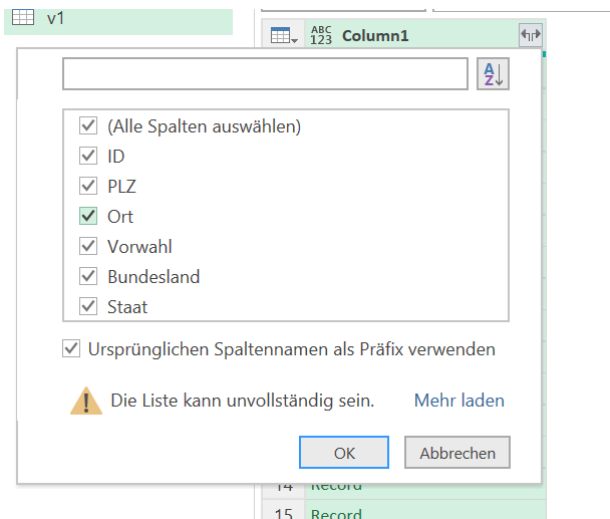 v1
ABC
123 Column1
A
Z
(Alle Spalten auswählen)
ID
PLZ
Ort
Vorwahl
Bundesland
Staat
Ursprünglichen Spaltennamen als Präfix verwenden
Die Liste kann unvollständig sein. Mehr laden
OK Abbrechen
14 Record
15 Record